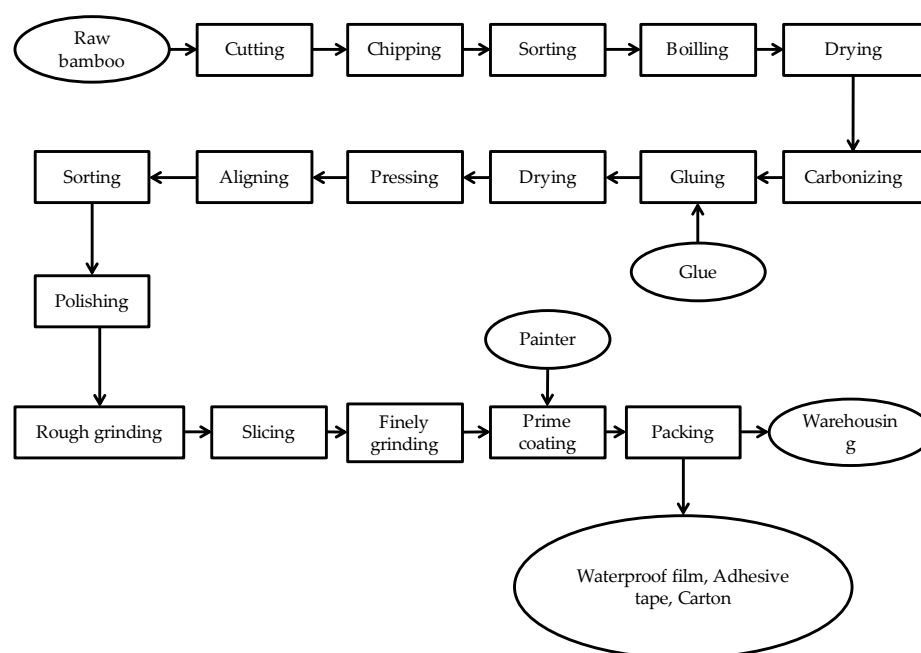 Raw
bamboo
Cutting
Chipping
Sorting
Boilling
Drying
Sorting
Aligning
Pressing
Drying
Gluing
Carbonizing
Glue
Polishing
Painter
Rough grinding
Slicing
Finely
grinding
Prime
coating
Packing
Warehousin
g
Waterproof film, Adhesive
tape, Carton